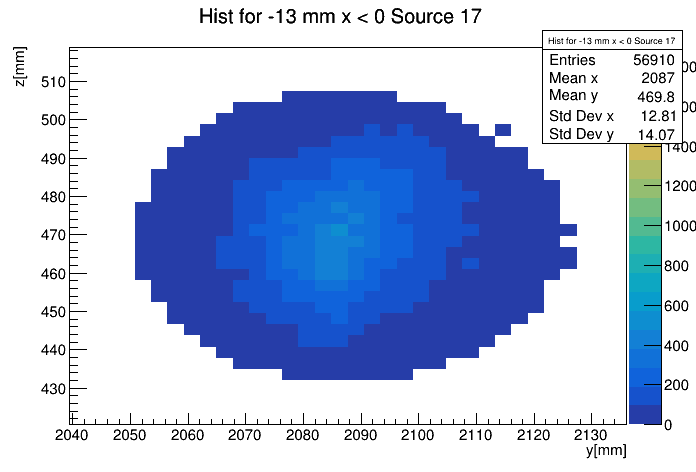 Hist for -13 mm x < 0 Source 17
z[mm]
Hist for -13 mm x < 0 Source 17
Entries 56910
Mean x 2087
Mean y 469.8
Std Dev x 12.81
Std Dev y 14.07
510
500
490
480
470
460
450
440
430
1400
1200
1000
800
600
400
200
0
2040 2050 2060 2070 2080 2090 2100 2110 2120 2130
y[mm]